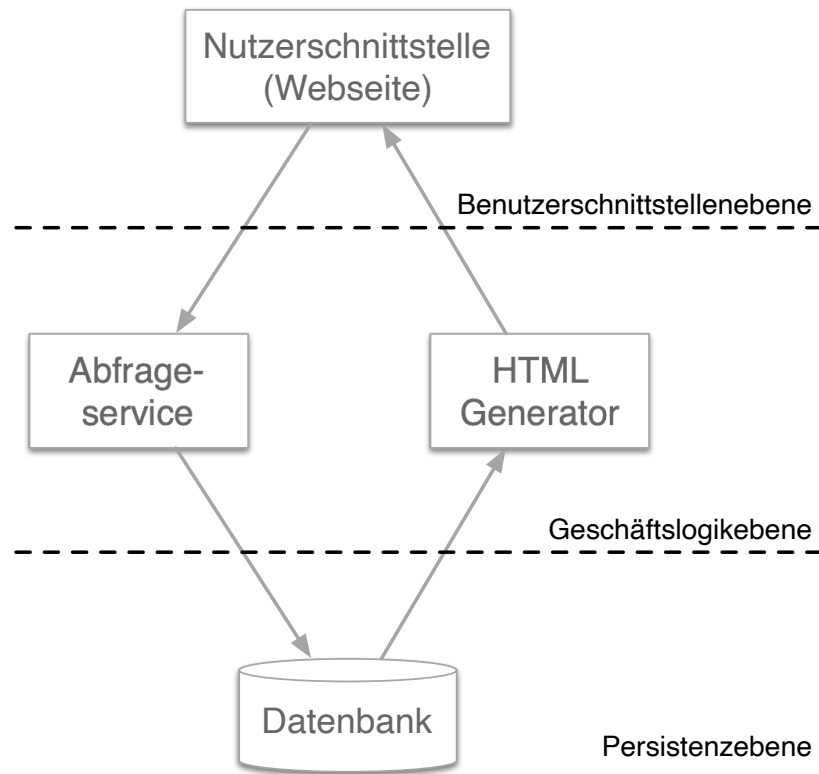 Nutzerschnittstelle
(Webseite)
Benutzerschnittstellenebene
Abfrage-
service
HTML
Generator
Geschäftslogikebene
Datenbank
Persistenzebene